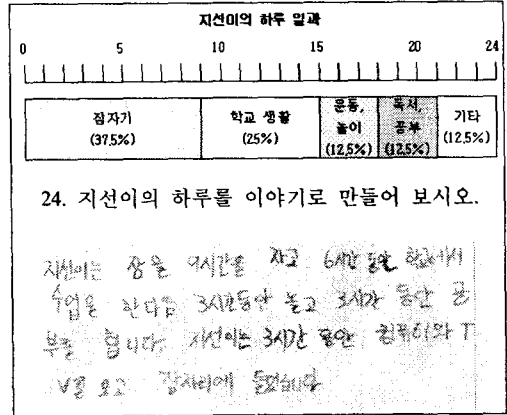 지선이의 하루 일과
0 5 10 15 20 24
잠자기 (37.5%)
학교 생활 (25%)
운동, 놀이 (12.5%)
독서, 공부 (12.5%)
기타 (12.5%)
24. 지선이의 하루를 이야기로 만들어 보시오.
지선이는 잠을 9시간을 자고 6시간 동안 학교에서
수업을 한다음 3시간동안 놀고 3시간 동안 공
부를 합니다. 지선이는 3시간 동안 컴퓨터와 T
V를 보고 잠자리에 듭니다